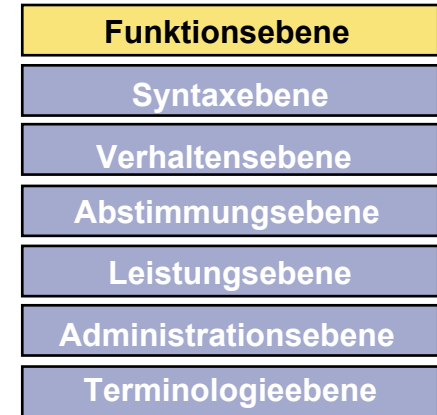 Funktionsebene
Syntaxebene
Verhaltensebene
Abstimmungsebene
Leistungsebene
Administrationsebene
Terminologieebene